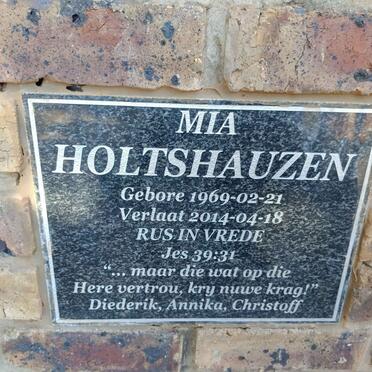 MIA
HOLTSHAUZEN
Gebore 1969-02-21
Verlaat 2014-04-18
RUS IN VREDE
Jes 39:31
“... maar die wat op die
Here vertrou, kry nuwe krag!”
Diederik, Annika, Christoff